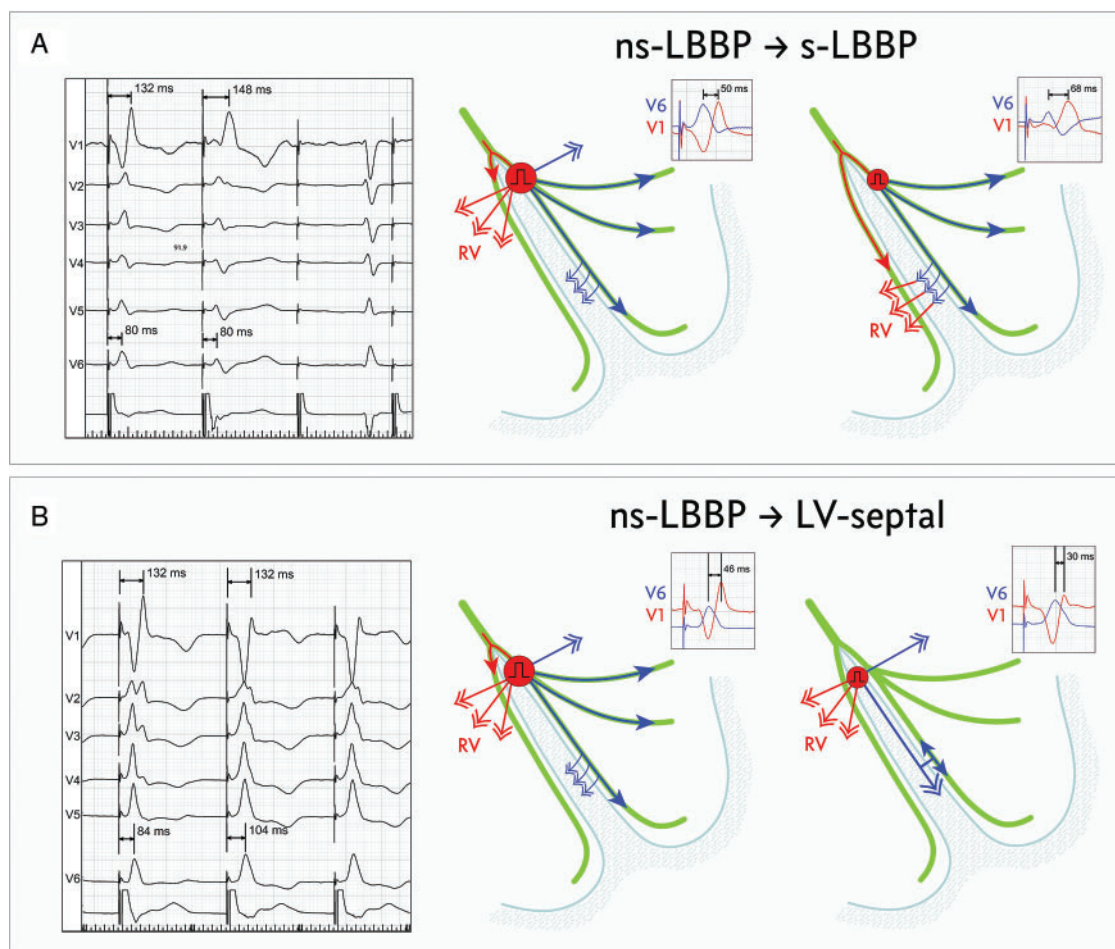 A
ns-LBBP → s-LBBP
132 ms
148 ms
V1
V2
V3
91.9
V4
V5
80 ms
80 ms
V6
V6
V1
50 ms
RV
V6
V1
68 ms
RV
B
ns-LBBP → LV-septal
132 ms
132 ms
V1
V2
V3
V4
V5
84 ms
104 ms
V6
V6
V1
46 ms
RV
V6
V1
30 ms
RV